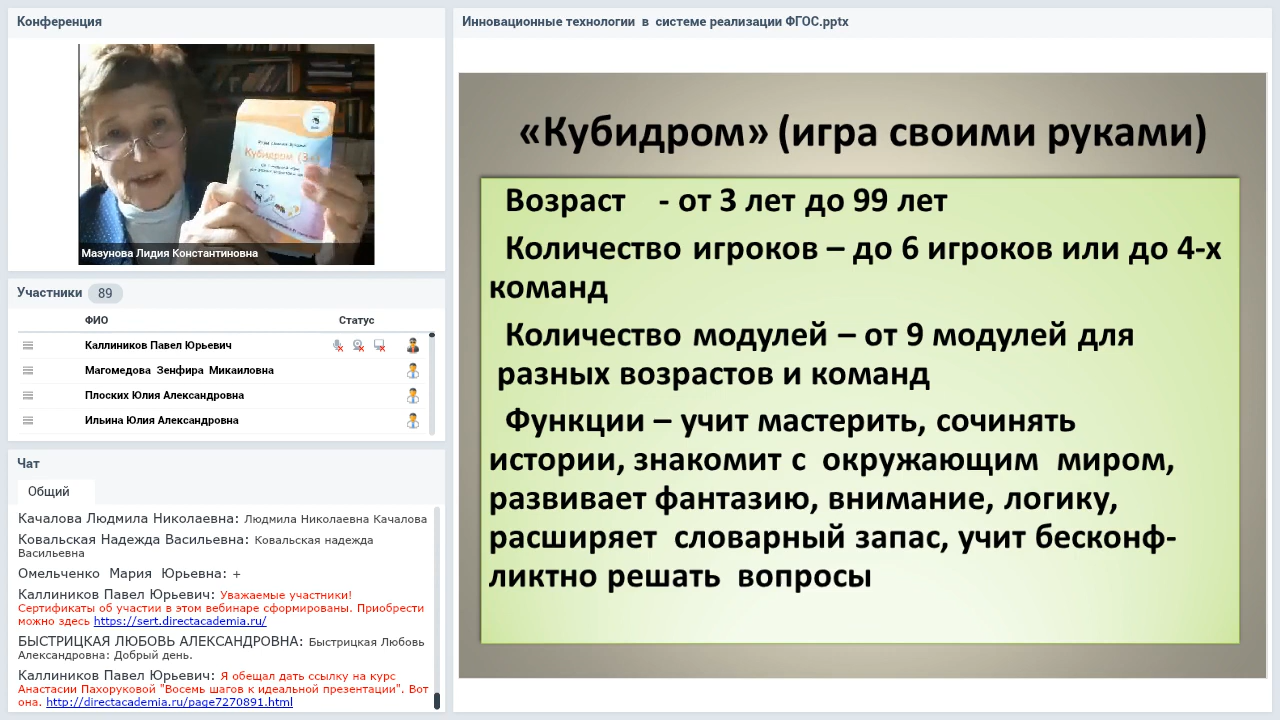 Конференция
Кубидром (3+)
Мазунова Лидия Константиновна
Участники 89
ФИО Статус
Каллиников Павел Юрьевич
Магомедова Зенфира Микаиловна
Плоских Юлия Александровна
Ильина Юлия Александровна
Чат
Общий
Качалова Людмила Николаевна: Людмила Николаевна Качалова
Ковальская Надежда Васильевна: Ковальская надежда
Васильевна
Омельченко Мария Юрьевна: +
Каллиников Павел Юрьевич: Уважаемые участники!
Сертификаты об участии в этом вебинаре сформированы. Приобрести
можно здесь https://sert.directacademia.ru/
БЫСТРИЦКАЯ ЛЮБОВЬ АЛЕКСАНДРОВНА: Быстрицкая Любовь
Александровна: Добрый день.
Каллиников Павел Юрьевич: Я обещал дать ссылку на курс
Анастасии Пахоруковой "Восемь шагов к идеальной презентации". Вот
она. http://directacademia.ru/page7270891.html
Инновационные технологии в системе реализации ФГОС.pptx
«Кубидром» (игра своими руками)
Возраст - от 3 лет до 99 лет
Количество игроков – до 6 игроков или до 4-х
команд
Количество модулей – от 9 модулей для
разных возрастов и команд
Функции – учит мастерить, сочинять
истории, знакомит с окружающим миром,
развивает фантазию, внимание, логику,
расширяет словарный запас, учит бесконф-
ликтно решать вопросы